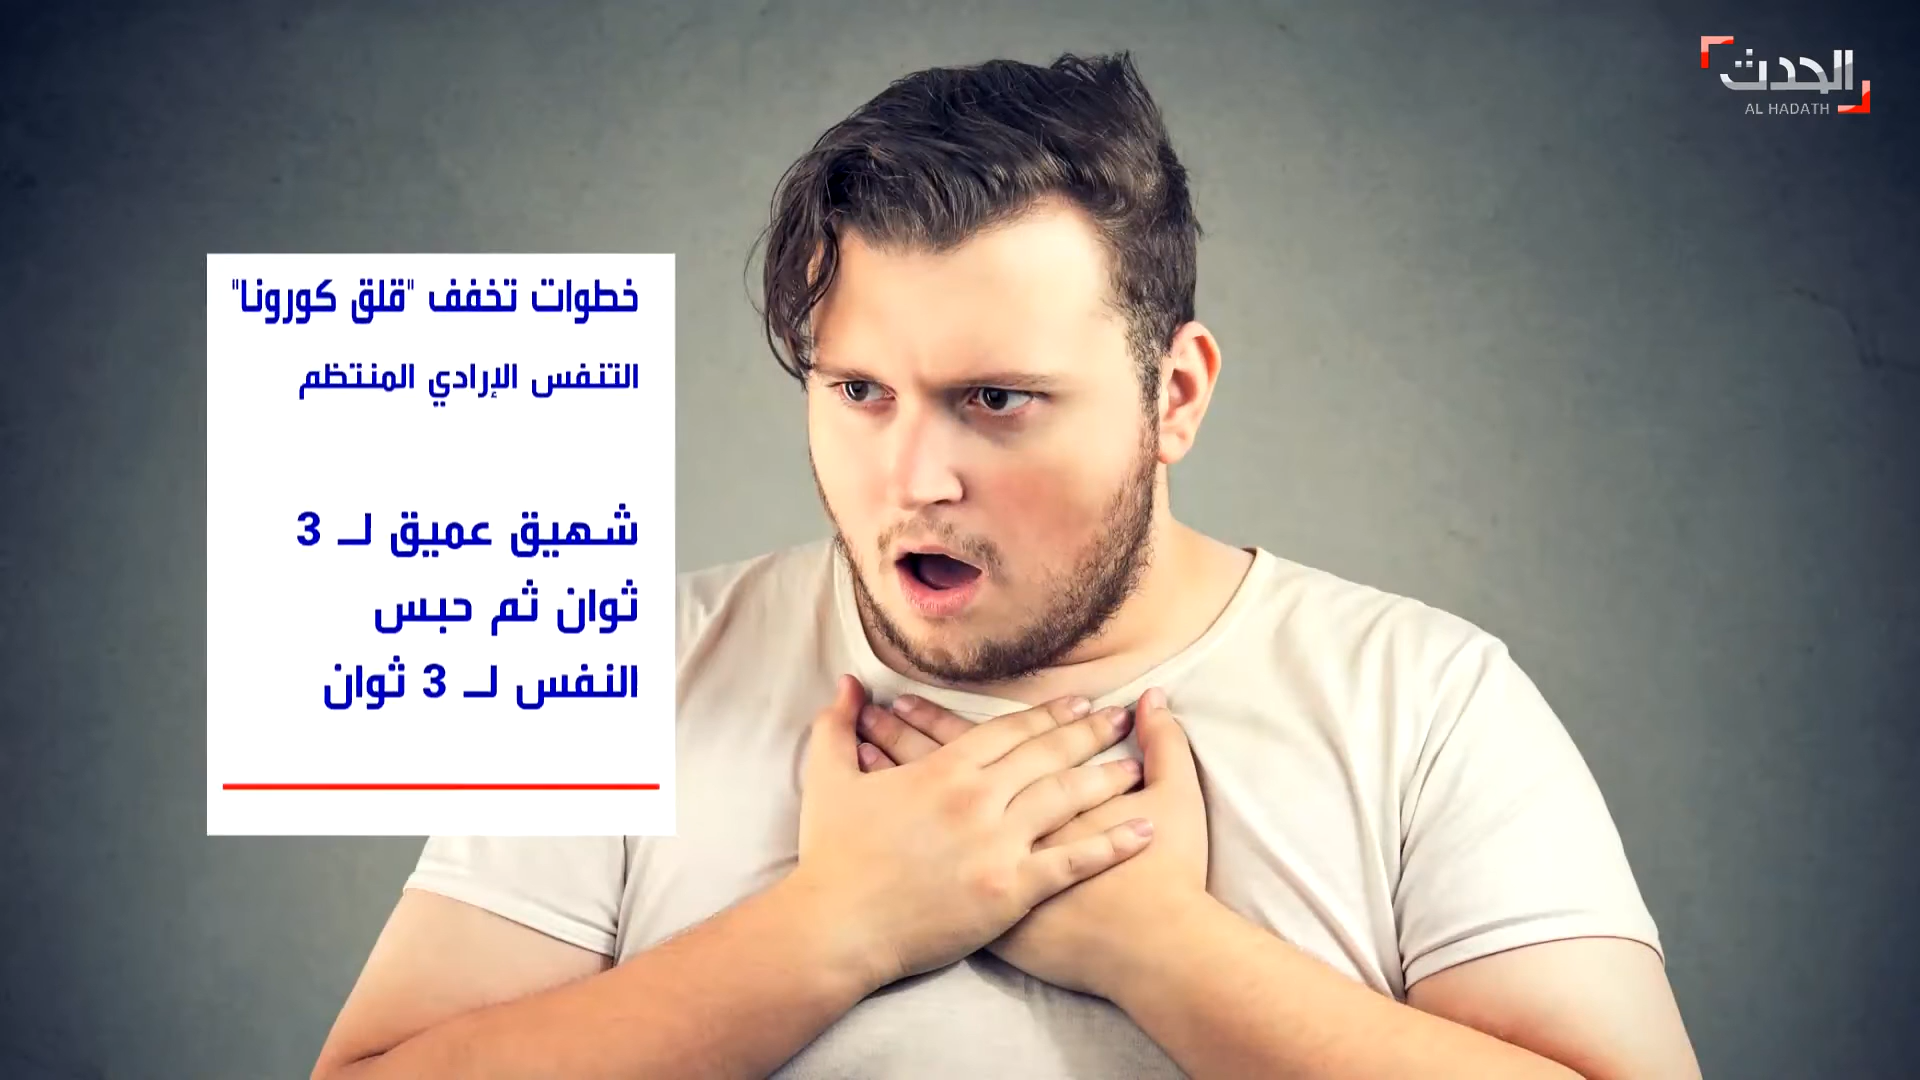 الحدث
AL HADATH
خطوات تخفف "قلق كورونا"
التنفس الإرادي المنتظم
شهيق عميق لـ 3
ثوان ثم حبس
النفس لـ 3 ثوان